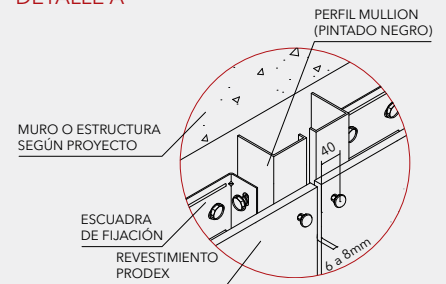 DETALLE A
PERFIL MULLION
(PINTADO NEGRO)
MURO O ESTRUCTURA
SEGÚN PROYECTO
40
ESCUADRA
DE FIJACIÓN
REVESTIMIENTO
PRODEX
6 a 8mm